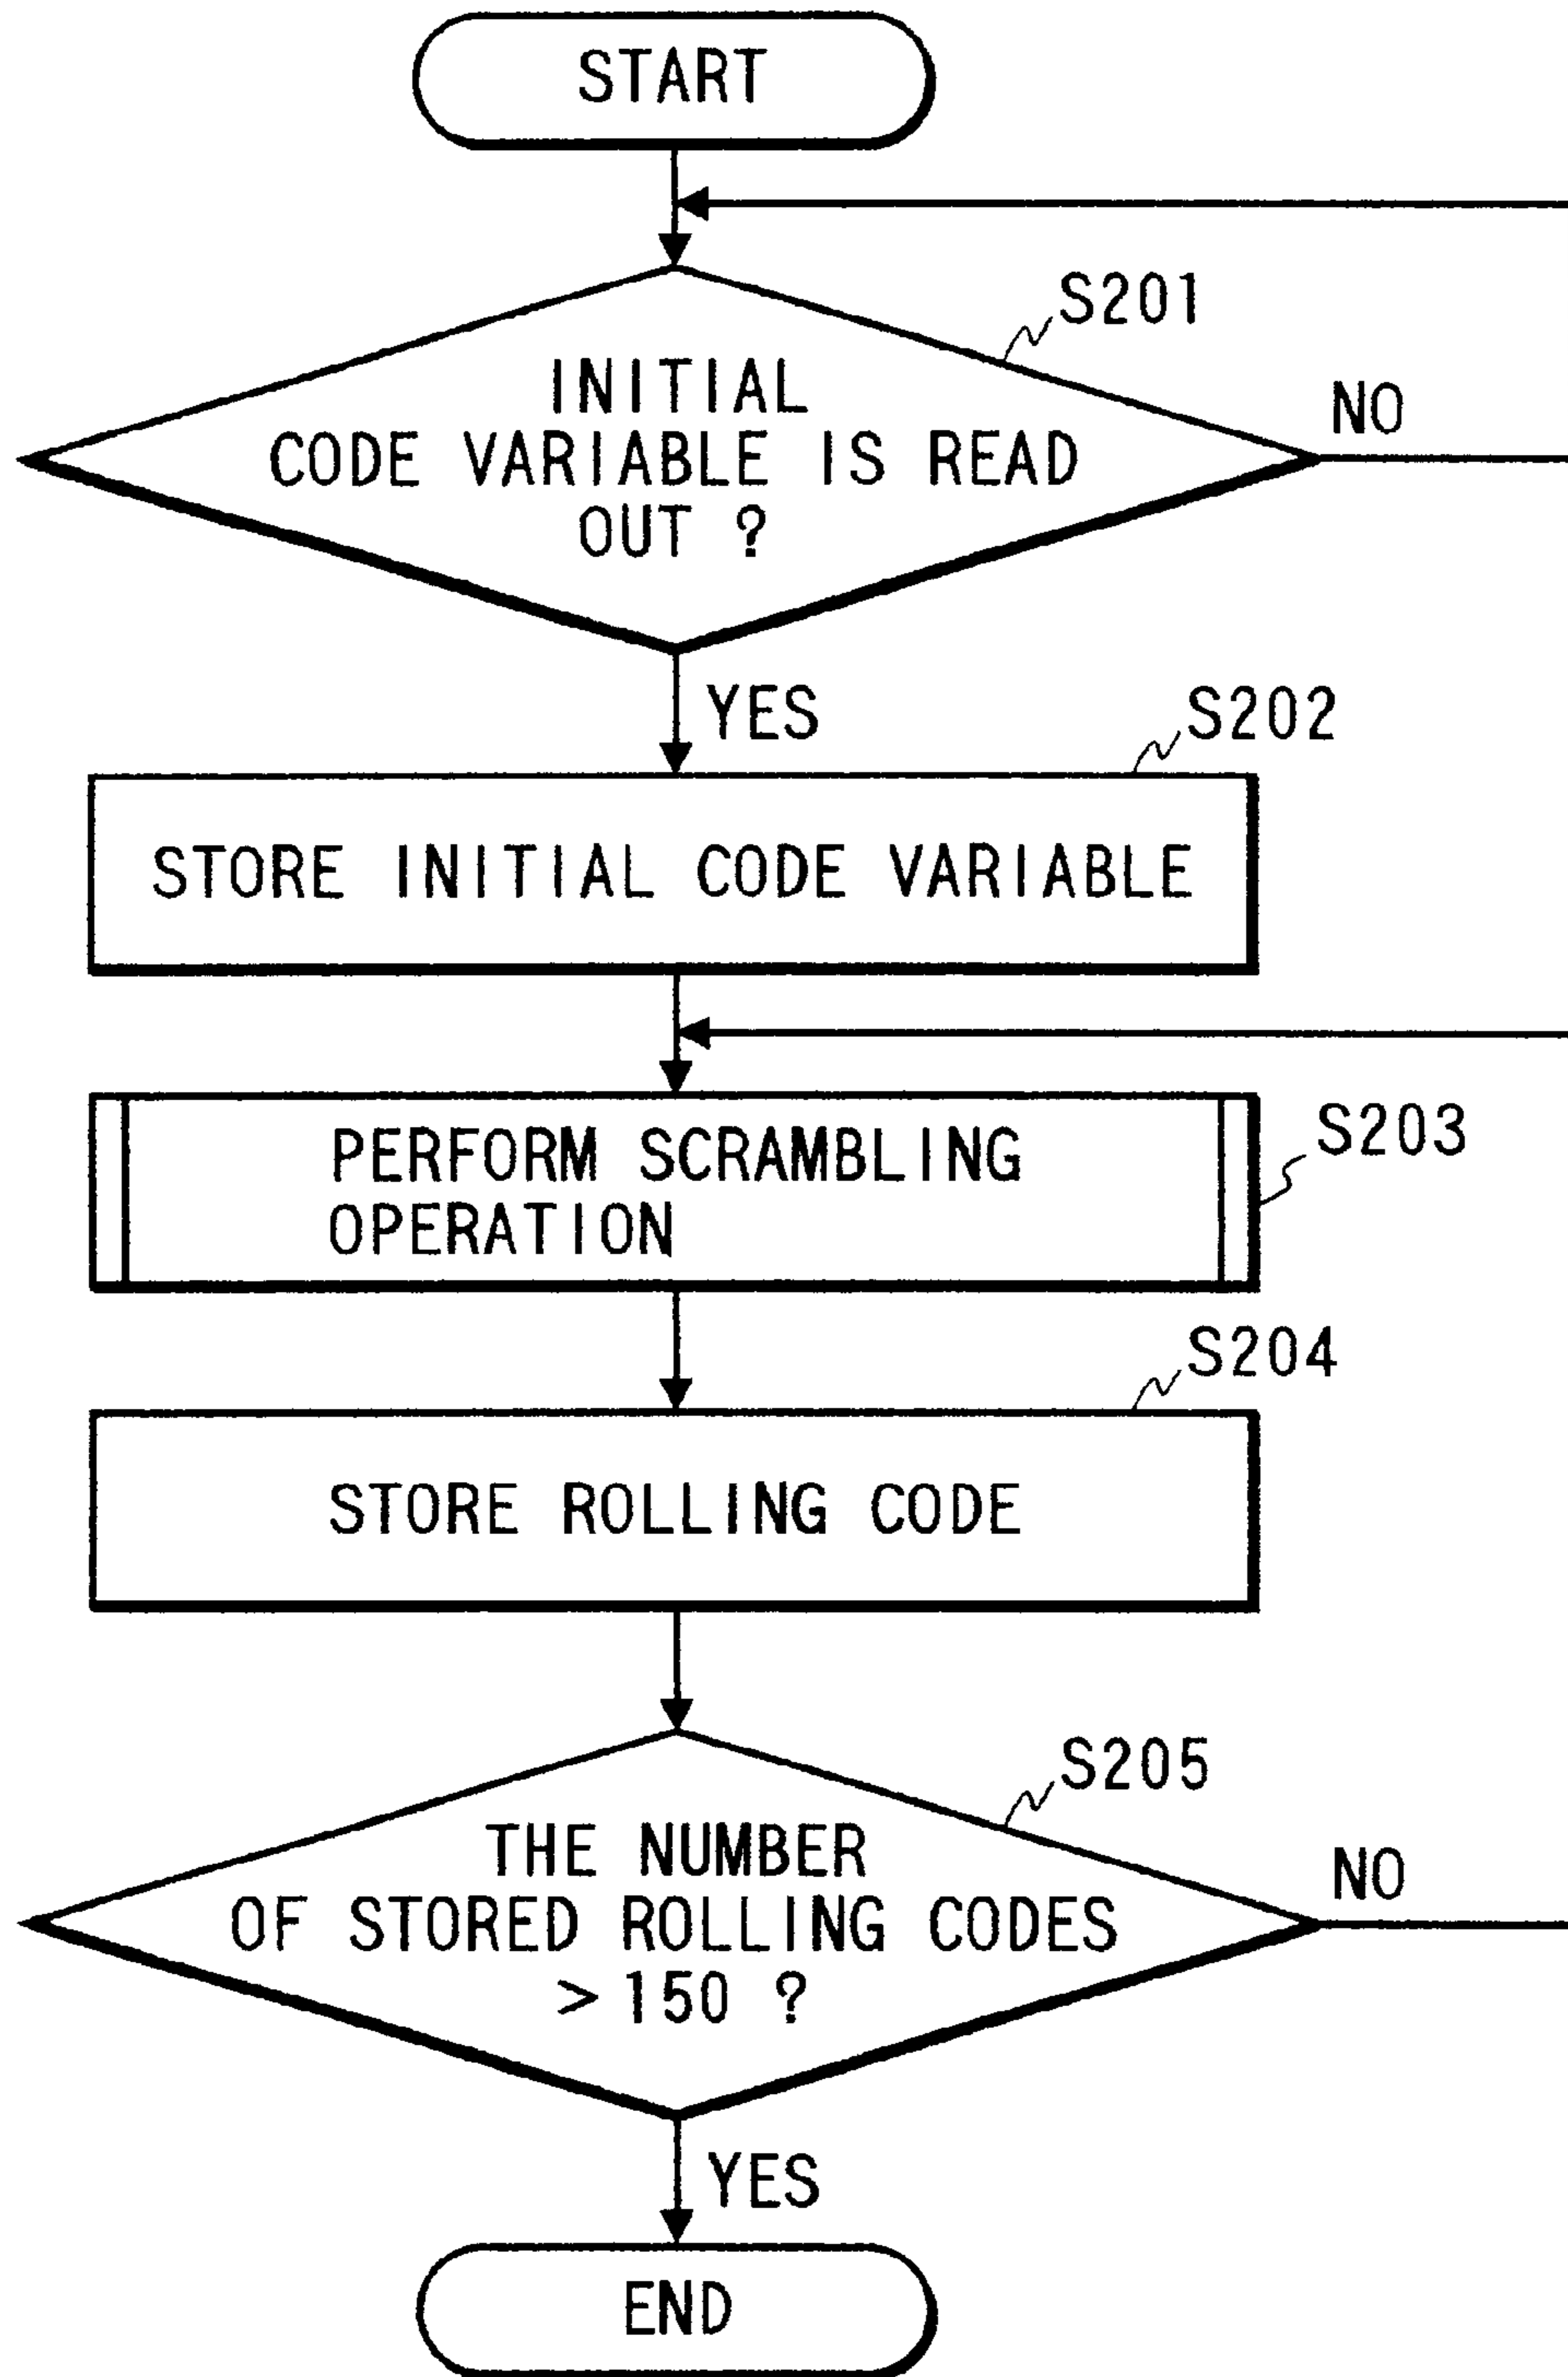 START
S201
INITIAL
CODE VARIABLE IS READ
OUT ?
NO
YES
S202
STORE INITIAL CODE VARIABLE
PERFORM SCRAMBLING
OPERATION
S203
S204
STORE ROLLING CODE
S205
THE NUMBER
OF STORED ROLLING CODES
> 150 ?
NO
YES
END